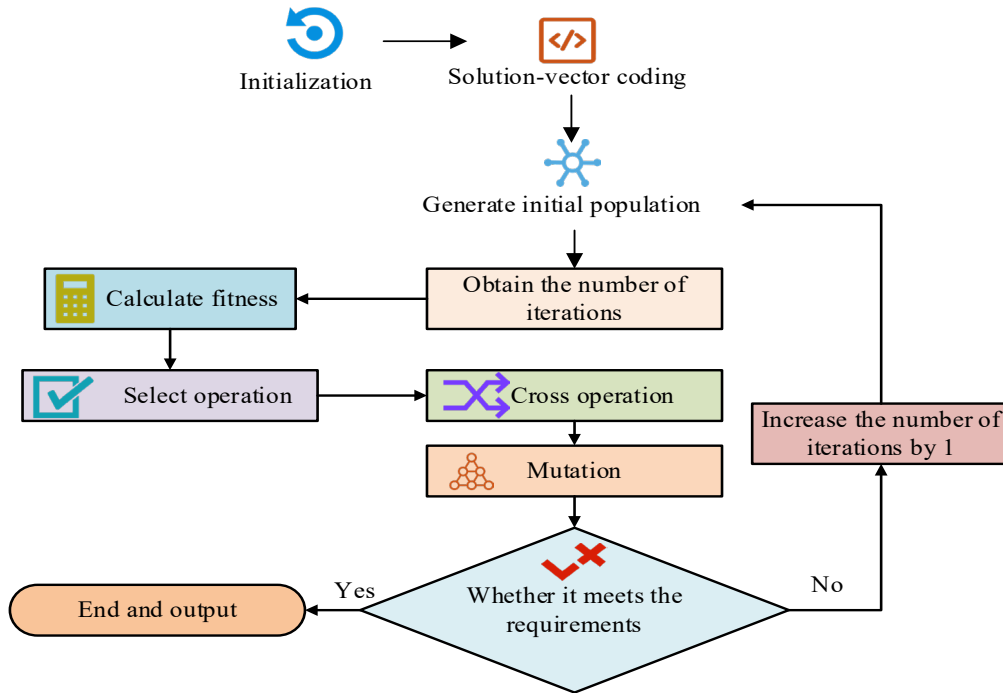 Initialization
Solution-vector coding
Generate initial population
Calculate fitness
Obtain the number of
iterations
Select operation
Cross operation
Increase the number of
iterations by 1
Mutation
Whether it meets the
requirements
Yes
No
End and output